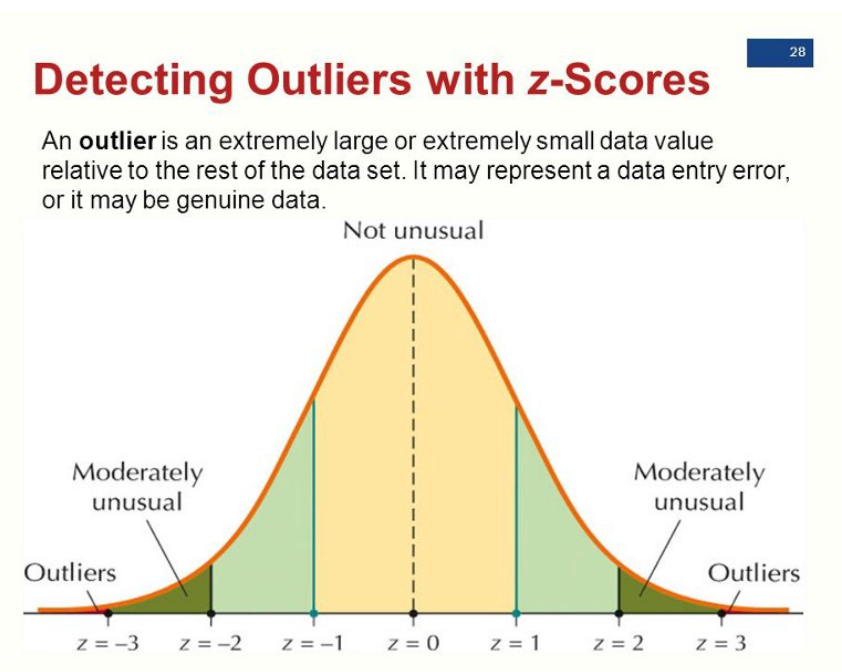 28
Detecting Outliers with z-Scores
An outlier is an extremely large or extremely small data value
relative to the rest of the data set. It may represent a data entry error,
or it may be genuine data.
Not unusual
Moderately
unusual
Moderately
unusual
Outliers
Outliers
z = –3
z = –2
z = –1
z = 0
z = 1
z = 2
z = 3